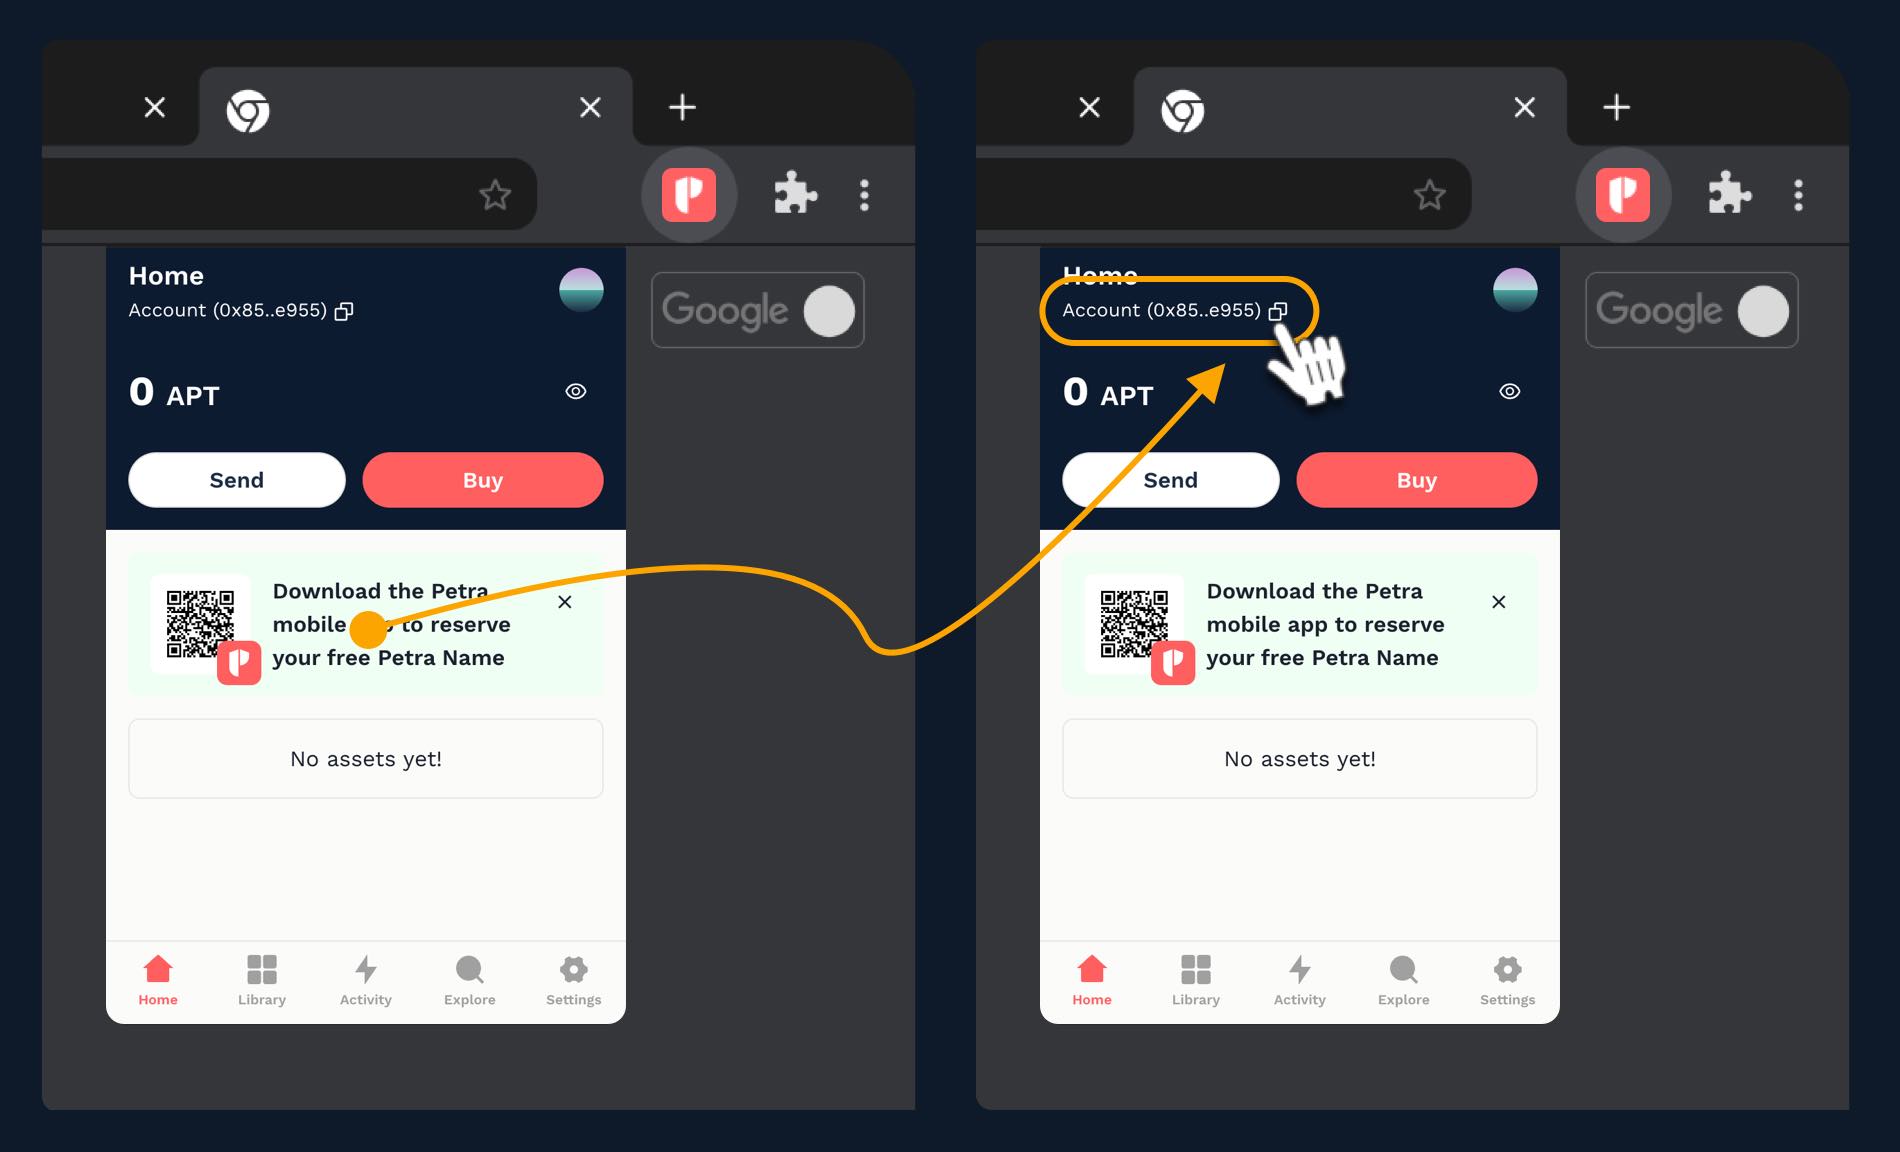 Home
Account (0x85..e955)
Google
0 APT
Send
Buy
Download the Petra
mobile app to reserve
your free Petra Name
No assets yet!
Home
Library
Activity
Explore
Settings
Home
Account (0x85..e955)
Google
0 APT
Send
Buy
Download the Petra
mobile app to reserve
your free Petra Name
No assets yet!
Home
Library
Activity
Explore
Settings